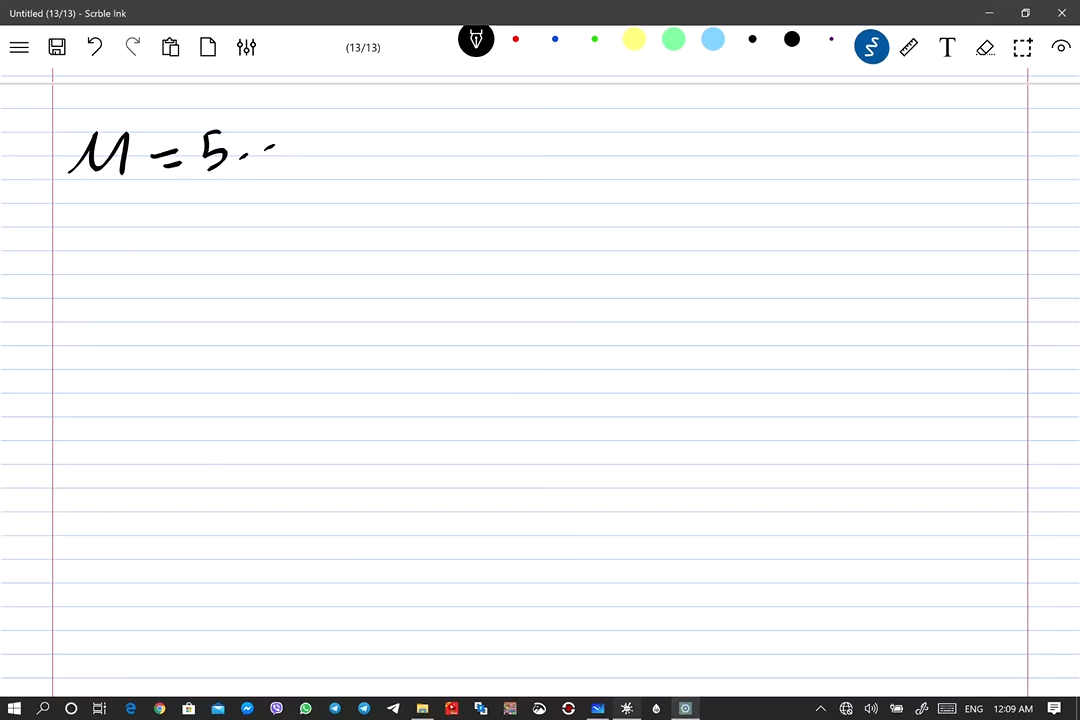 Untitled (13/13) - Scrble Ink
(13/13)
T
M = 5..
ENG 12:09 AM